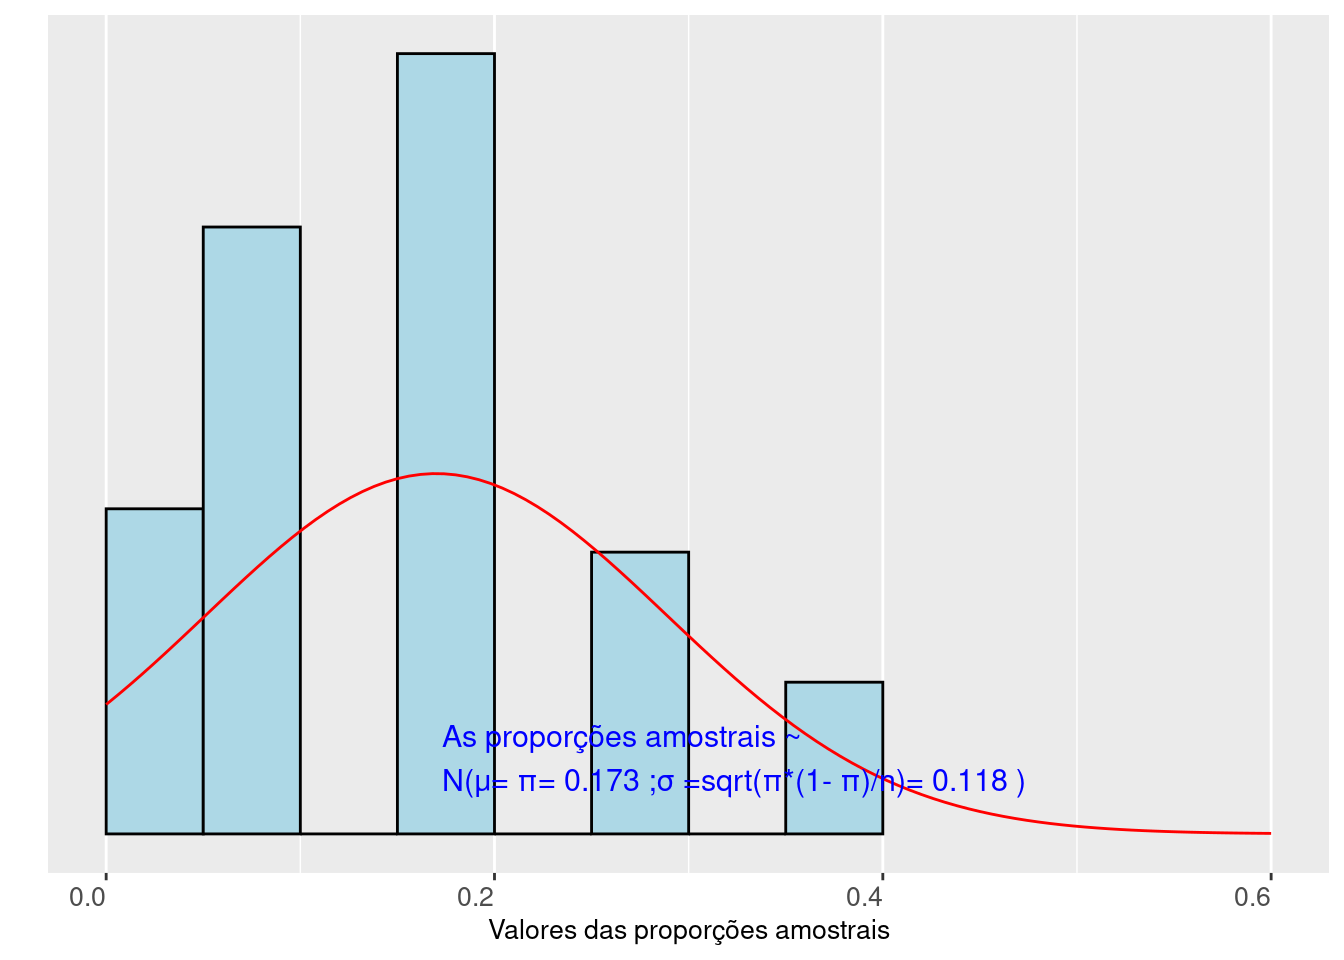 As proporções amostrais ~
N(μ= π= 0.173 ;σ =sqrt(π*(1- π)/n)= 0.118 )
0.0 0.2 0.4 0.6
Valores das proporções amostrais